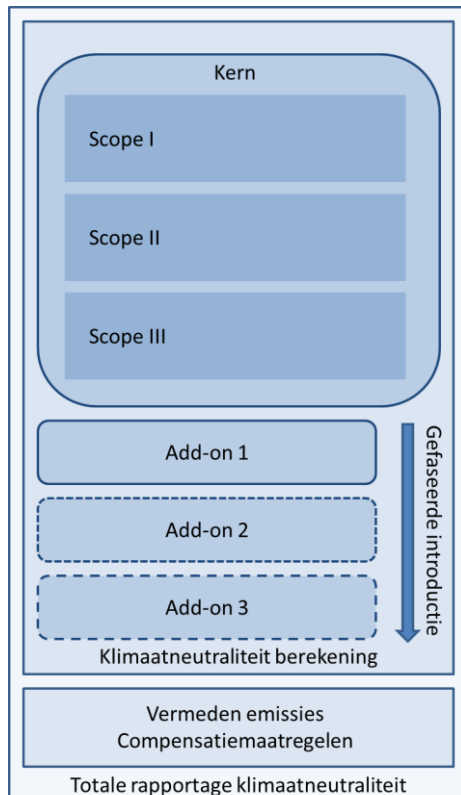 Kern
Scope I
Scope II
Scope III
Add-on 1
Add-on 2
Add-on 3
Gefaseerde introductie
Klimaatneutraliteit berekening
Vermeden emissies
Compensatiemaatregelen
Totale rapportage klimaatneutraliteit